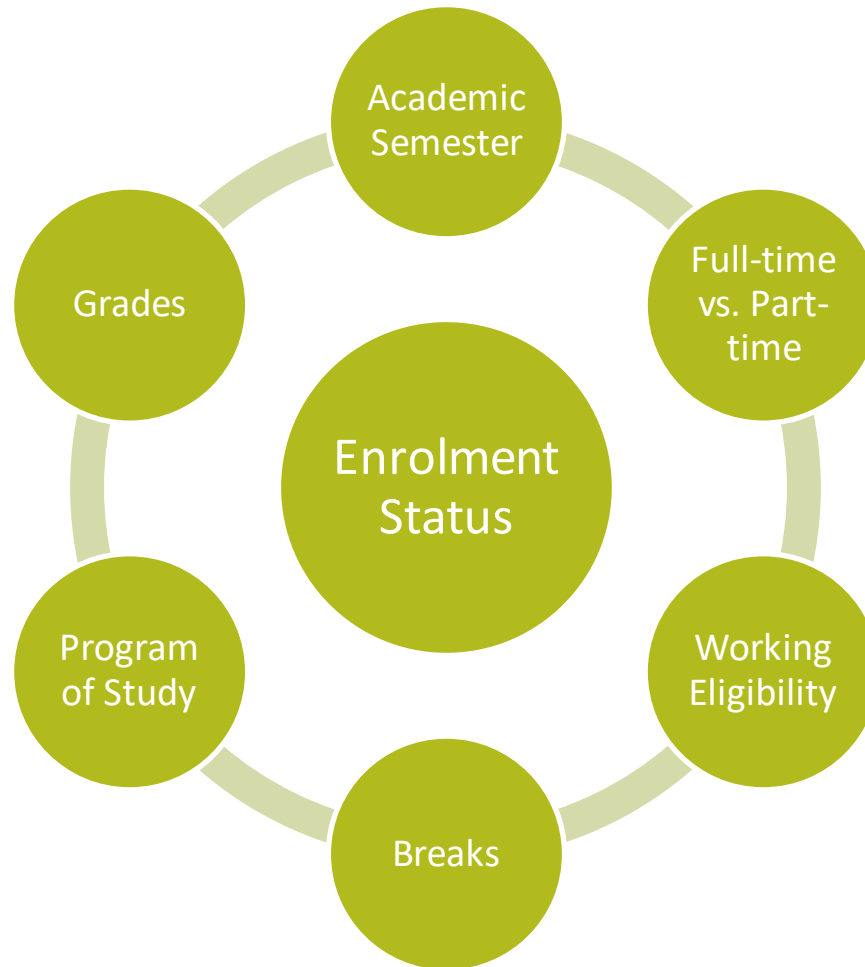 Academic
Semester
Full-time
vs. Part-
time
Working
Eligibility
Breaks
Program
of Study
Grades
Enrolment
Status